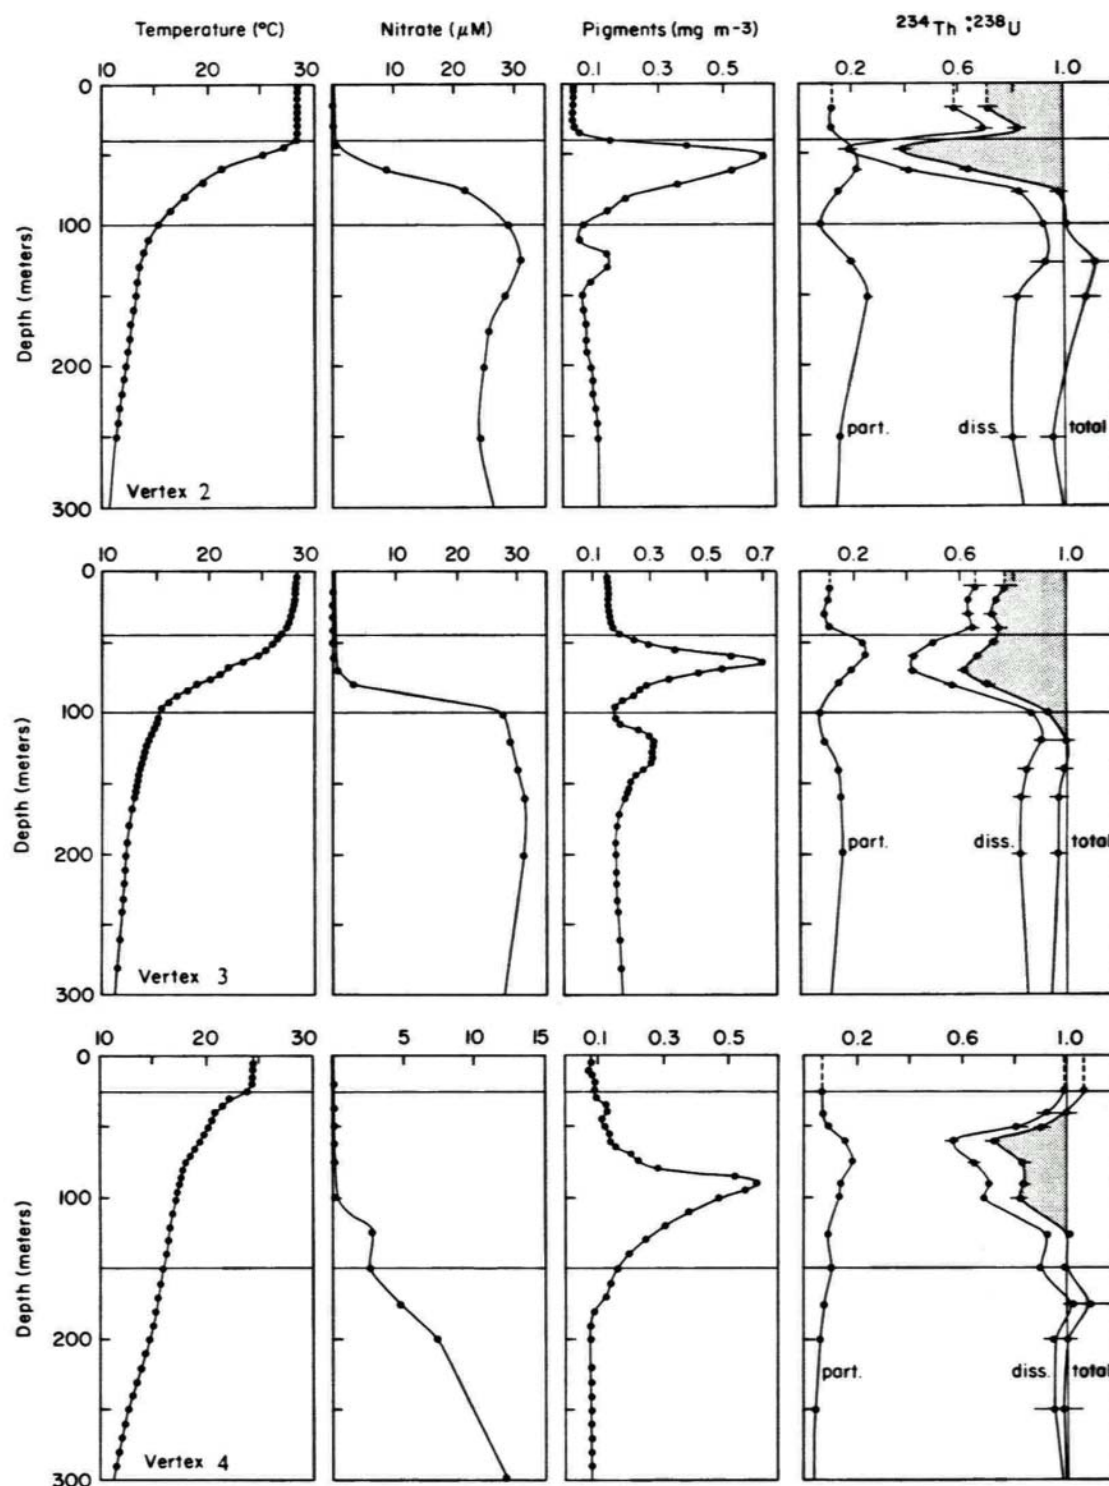 Temperature (°C) Nitrate (μM) Pigments (mg m-3) 234Th:238U
10 20 30 10 20 30 0.1 0.3 0.5 0.2 0.6 1.0
0
100
200
300
Depth (meters)
part. diss. total
Vertex 2
10 20 30 10 20 30 0.1 0.3 0.5 0.7 0.2 0.6 1.0
0
100
200
300
Depth (meters)
part. diss. total
Vertex 3
10 20 30 5 10 15 0.1 0.3 0.5 0.2 0.6 1.0
0
100
200
300
Depth (meters)
part. diss. total
Vertex 4